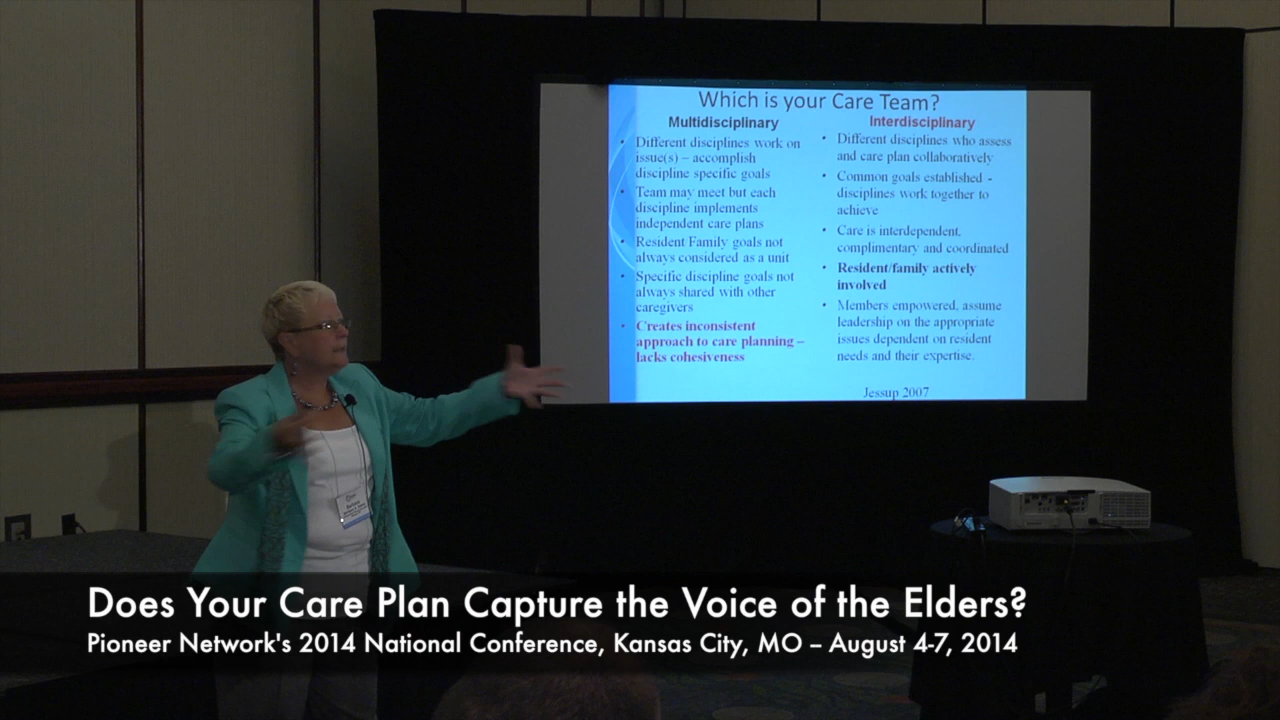 Which is your Care Team?
Multidisciplinary
• Different disciplines work on
issue(s) – accomplish
discipline specific goals
• Team may meet but each
discipline implements
independent care plans
• Resident/Family goals not
always considered as a unit
• Specific discipline goals not
always shared with other
caregivers
• Creates inconsistent
approach to care planning –
lacks cohesiveness
Interdisciplinary
• Different disciplines who assess
and care plan collaboratively
• Common goals established -
disciplines work together to
achieve
• Care is interdependent,
complimentary and coordinated
• Resident/family actively
involved
• Members empowered, assume
leadership on the appropriate
issues dependent on resident
needs and their expertise.
Jessup 2007
Does Your Care Plan Capture the Voice of the Elders?
Pioneer Network's 2014 National Conference, Kansas City, MO – August 4-7, 2014